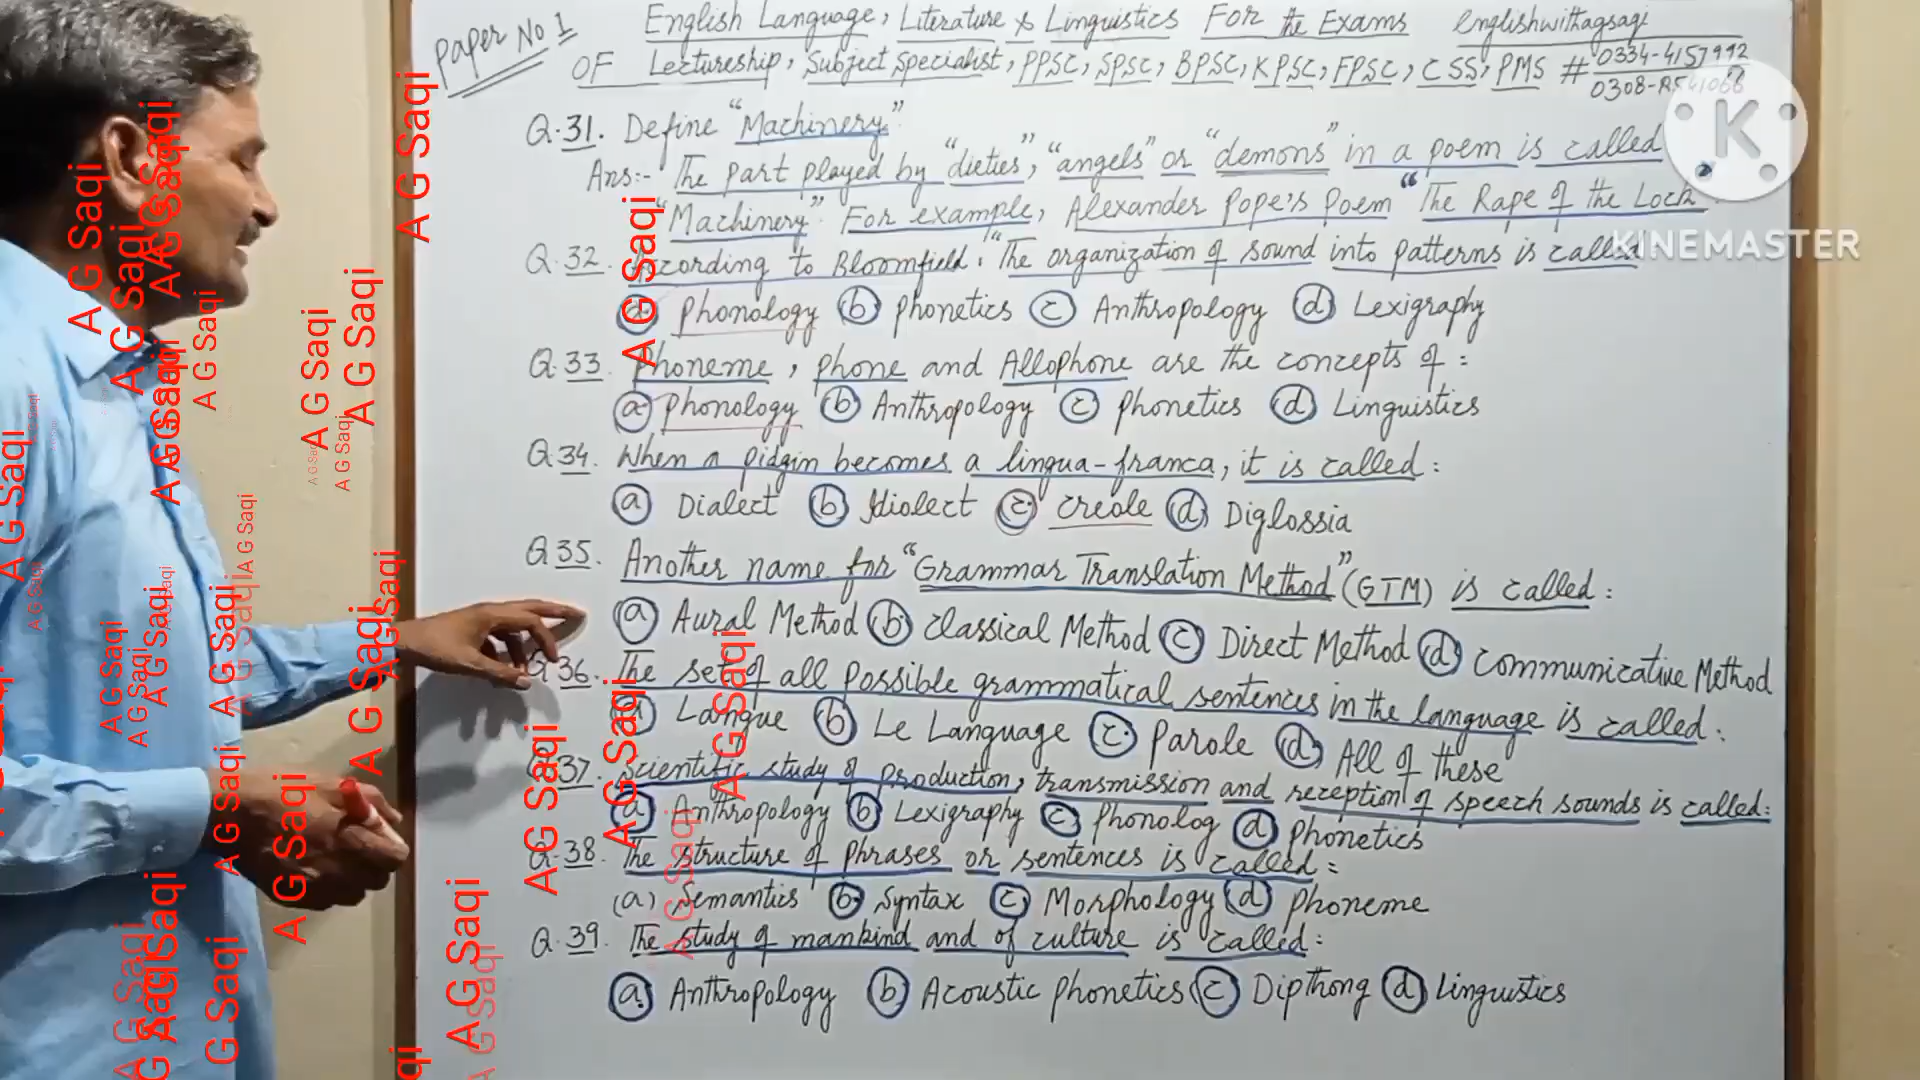 Paper No 1
English Language, Literature & Linguistics For the Exams englishwithagsaqi
OF Lectureship, Subject Specialist, PPSC, SPSC, BPSC, KPSC, FPSC, CSS, PMS # 0334-4157992
0308-
K
KINEMASTER
Q.31. Define "Machinery".
Ans:- The part played by "dieties", "angels" or "demons" in a poem is called
"Machinery". For example, Alexander Pope's Poem "The Rape of the Lock".
Q.32. According to Bloomfield, "The organization of sound into patterns is called
(a) Phonology (b) Phonetics (c) Anthropology (d) Lexigraphy
Q.33. Phoneme, phone and Allophone are the concepts of :
(a) Phonology (b) Anthropology (c) Phonetics (d) Linguistics
Q.34. When a pidgin becomes a lingua-franca, it is called :
(a) Dialect (b) Idiolect (c) creole (d) Diglossia
Q.35. Another name for "Grammar Translation Method" (GTM) is called :
(a) Aural Method (b) Classical Method (c) Direct Method (d) Communicative Method
Q.36. The set of all possible grammatical sentences in the language is called :
(a) Langue (b) Le Language (c) Parole (d) All of these
Q.37. Scientific study of production, transmission and reception of speech sounds is called:
(a) Anthropology (b) Lexigraphy (c) Phonolog (d) Phonetics
Q.38. The structure of phrases or sentences is called :
(a) Semantics (b) Syntax (c) Morphology (d) Phoneme
Q.39. The study of mankind and of culture is called :
(a) Anthropology (b) Acoustic phonetics (c) Dipthong (d) Linguistics
A G Saqi